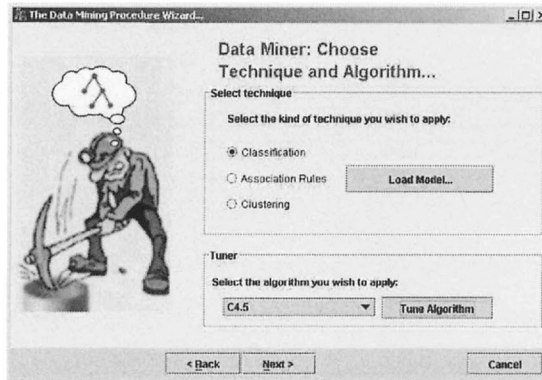 The Data Mining Procedure Wizard...
Data Miner: Choose
Technique and Algorithm...
Select technique
Select the kind of technique you wish to apply:
Classification
Association Rules
Load Model...
Clustering
Tuner
Select the algorithm you wish to apply:
C4.5
Tune Algorithm
< Back
Next >
Cancel